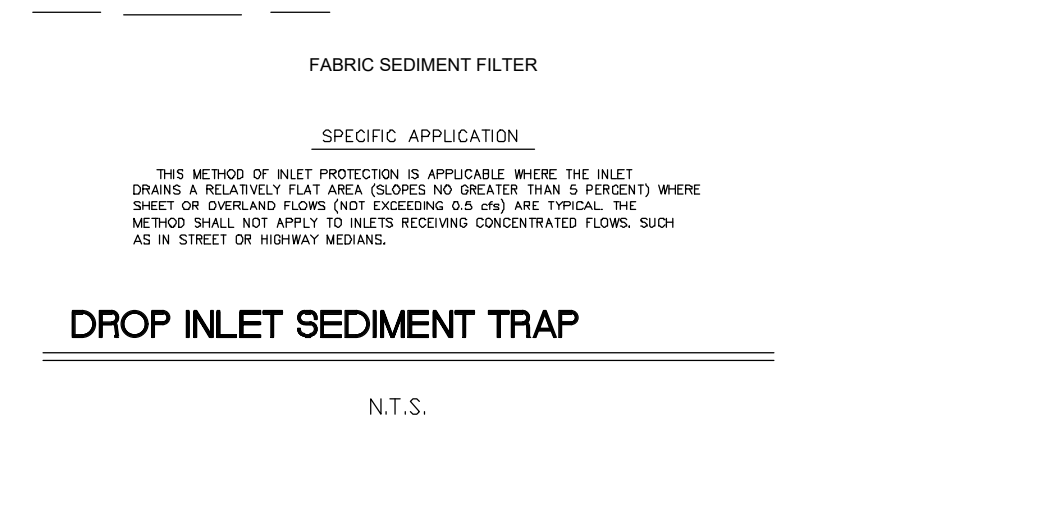 FABRIC SEDIMENT FILTER
SPECIFIC APPLICATION
THIS METHOD OF INLET PROTECTION IS APPLICABLE WHERE THE INLET
DRAINS A RELATIVELY FLAT AREA (SLOPES NO GREATER THAN 5 PERCENT) WHERE
SHEET OR OVERLAND FLOWS (NOT EXCEEDING 0.5 cfs) ARE TYPICAL. THE
METHOD SHALL NOT APPLY TO INLETS RECEIVING CONCENTRATED FLOWS. SUCH
AS IN STREET OR HIGHWAY MEDIANS.
DROP INLET SEDIMENT TRAP
N.T.S.